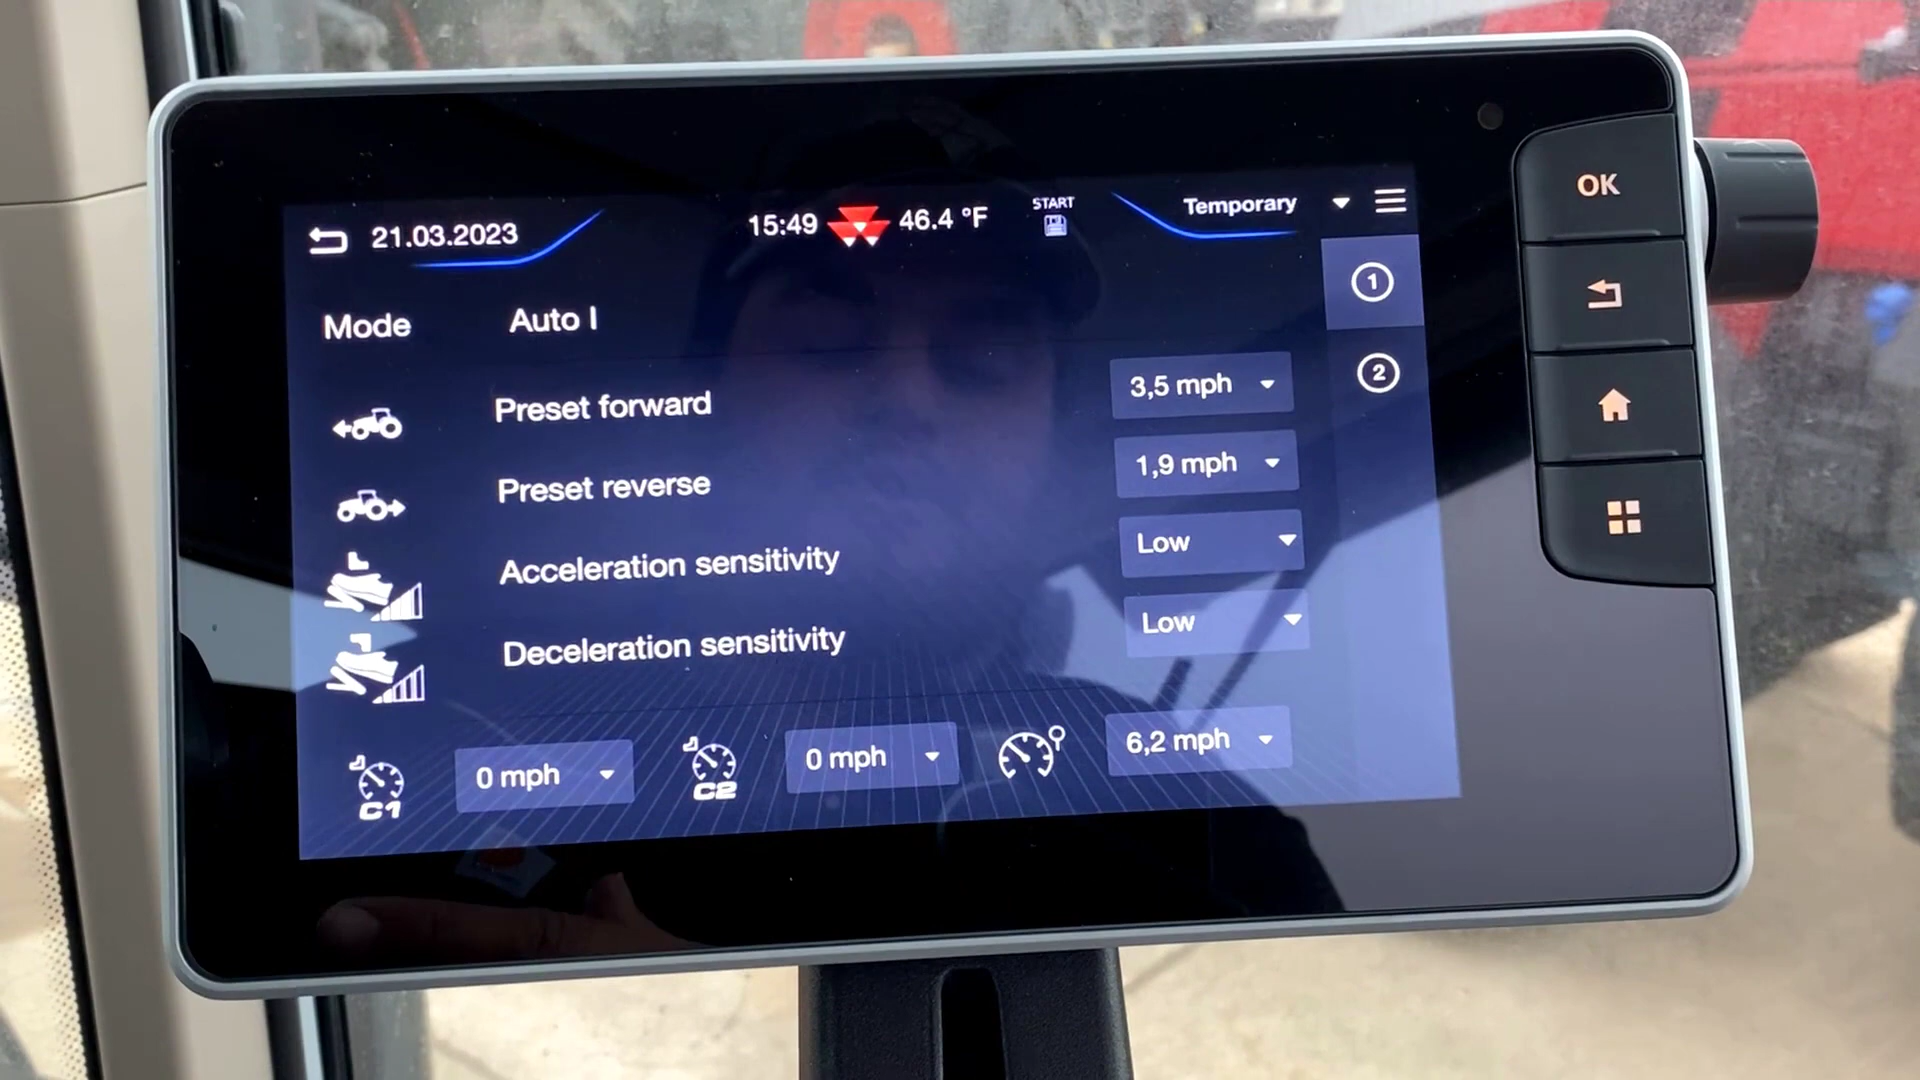 21.03.2023 15:49 46.4 °F START Temporary
OK
1
Mode Auto I
Preset forward 3,5 mph
2
Preset reverse 1,9 mph
Acceleration sensitivity Low
Deceleration sensitivity Low
C1 0 mph C2 0 mph 6,2 mph